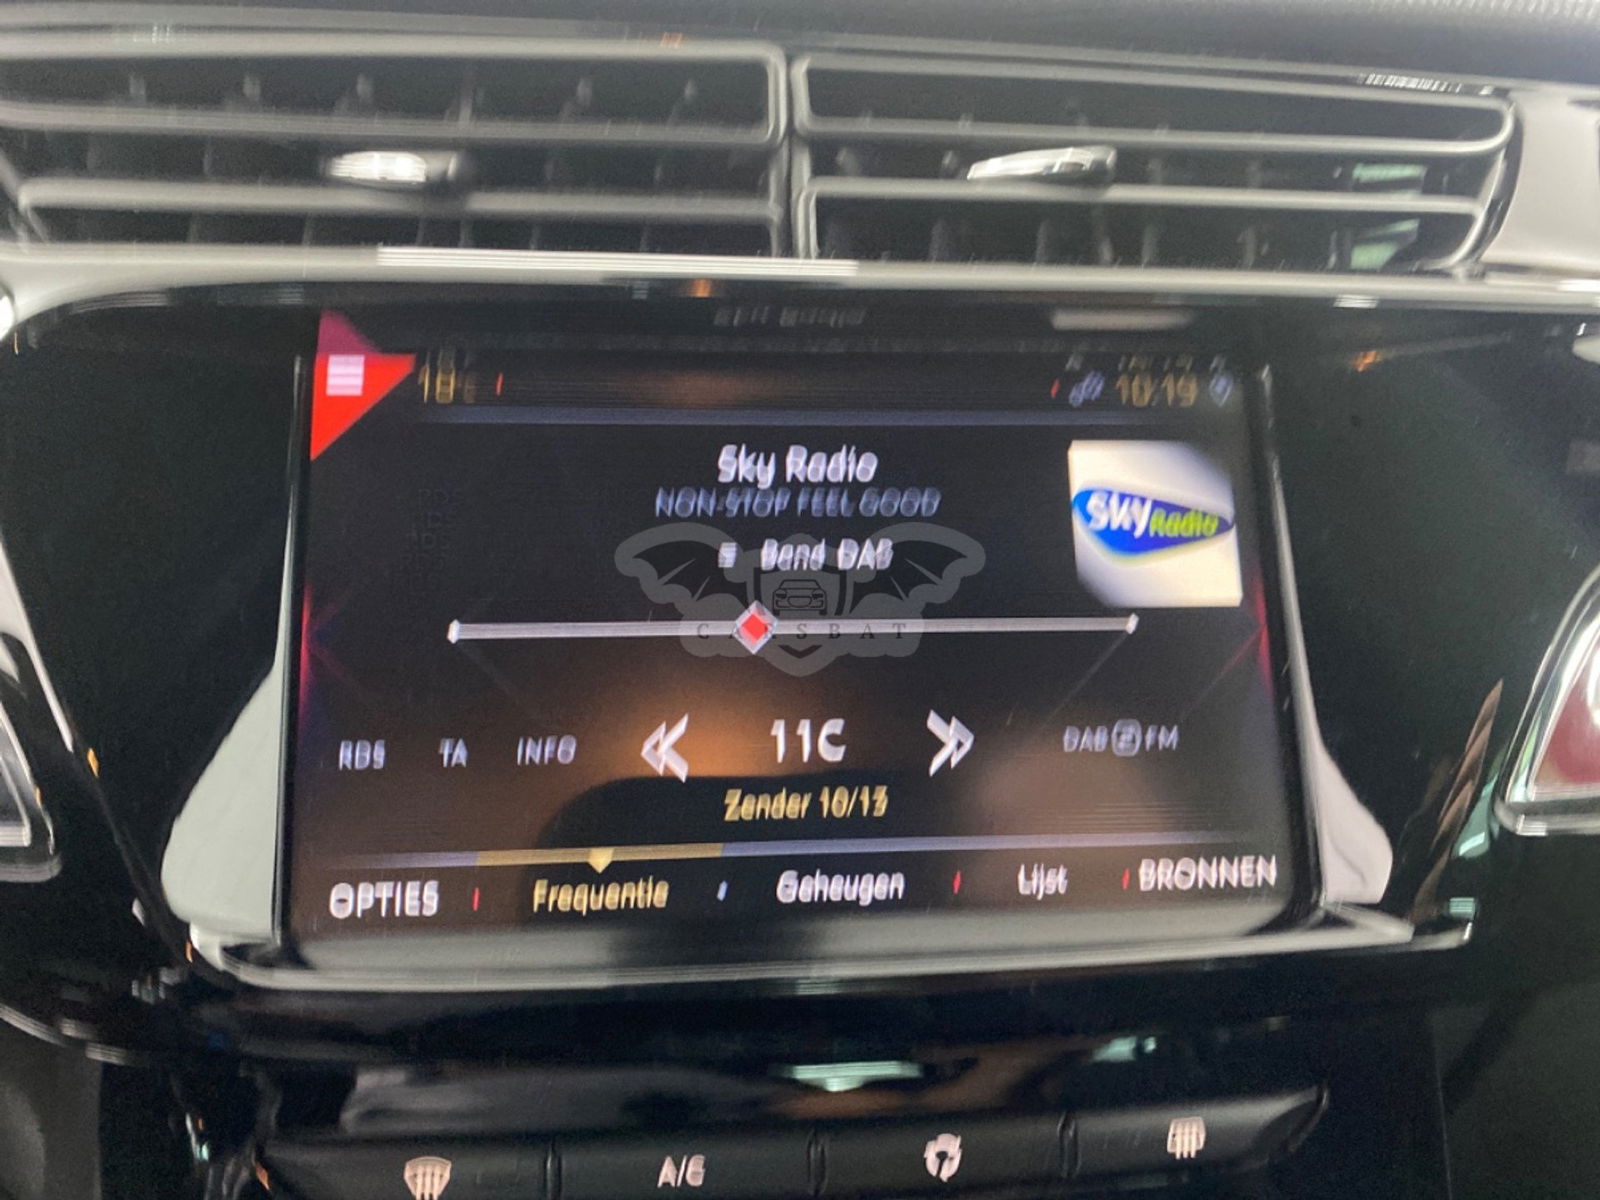 10:19
Sky Radio
NON-STOP FEEL GOOD
Band DAB
SKY Radio
CARSBAT
RDS TA INFO 11C DAB FM
Zender 10/13
OPTIES Frequentie Geheugen Lijst BRONNEN
A/C